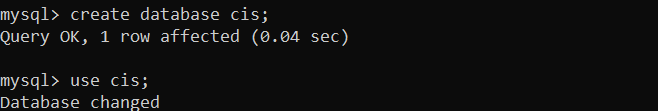 mysql> create database cis;
Query OK, 1 row affected (0.04 sec)
mysql> use cis;
Database changed